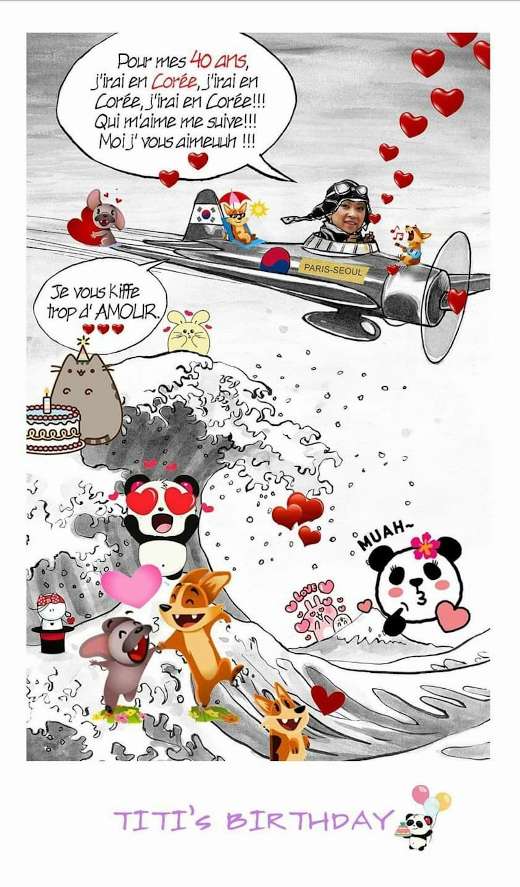 Pour mes 40 ans,
j'irai en Corée, j'irai en
Corée, j'irai en Corée!!!
Qui m'aime me suive!!!
Moi j' vous aimeuuh !!!
PARIS-SEOUL
Je vous kiffe
trop d' AMOUR.
MUAH~
LOVE
TITI's BIRTHDAY